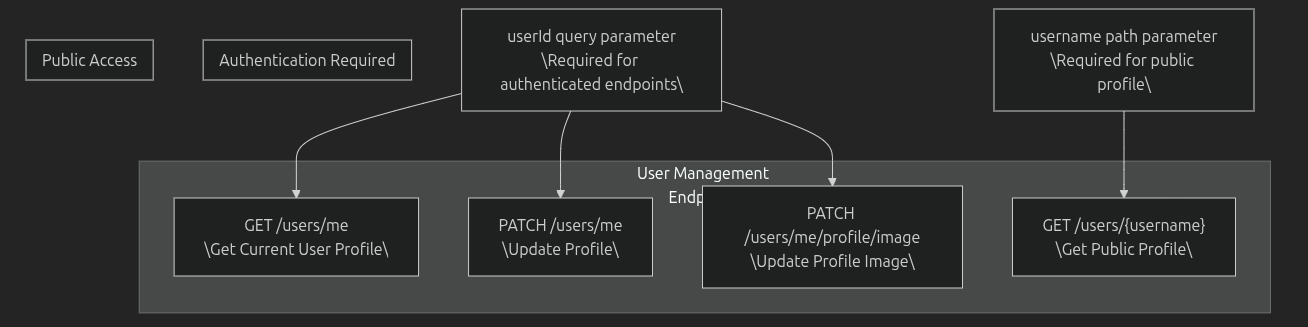 Public Access
Authentication Required
userId query parameter
\Required for
authenticated endpoints\
username path parameter
\Required for public
profile\
User Management
GET /users/me
\Get Current User Profile\
PATCH /users/me
\Update Profile\
PATCH
/users/me/profile/image
\Update Profile Image\
GET /users/{username}
\Get Public Profile\